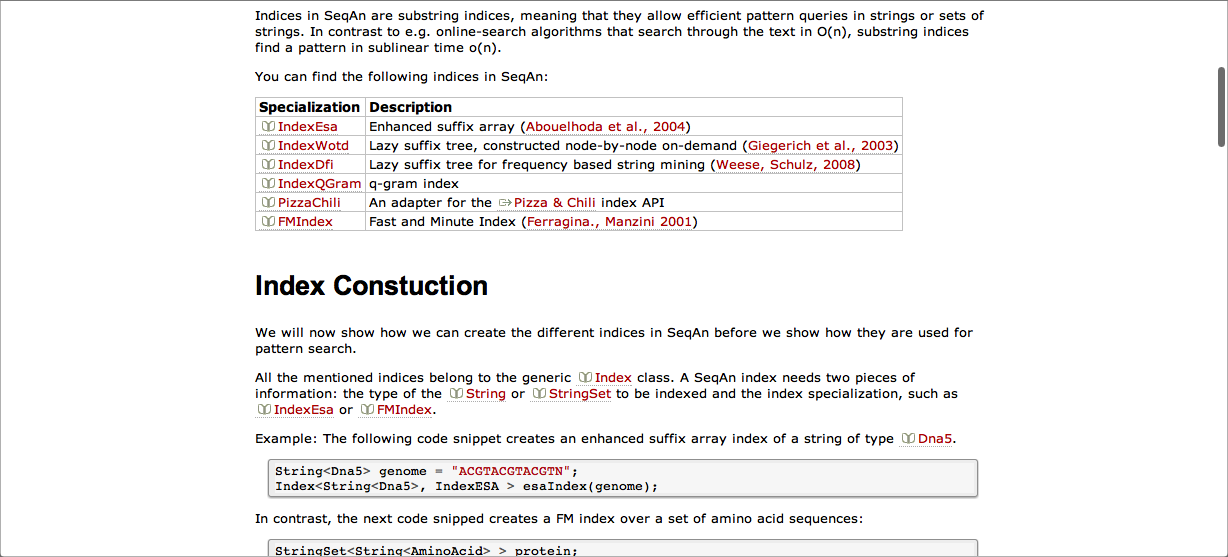 Indices in SeqAn are substring indices, meaning that they allow efficient pattern queries in strings or sets of
strings. In contrast to e.g. online-search algorithms that search through the text in O(n), substring indices
find a pattern in sublinear time o(n).
You can find the following indices in SeqAn:
Specialization Description
IndexEsa Enhanced suffix array (Abouelhoda et al., 2004)
IndexWotd Lazy suffix tree, constructed node-by-node on-demand (Giegerich et al., 2003)
IndexDfi Lazy suffix tree for frequency based string mining (Weese, Schulz, 2008)
IndexQGram q-gram index
PizzaChili An adapter for the Pizza & Chili index API
FMIndex Fast and Minute Index (Ferragina., Manzini 2001)
Index Constuction
We will now show how we can create the different indices in SeqAn before we show how they are used for
pattern search.
All the mentioned indices belong to the generic Index class. A SeqAn index needs two pieces of
information: the type of the String or StringSet to be indexed and the index specialization, such as
IndexEsa or FMIndex.
Example: The following code snippet creates an enhanced suffix array index of a string of type Dna5.
String<Dna5> genome = "ACGTACGTACGTN";
Index<String<Dna5>, IndexESA > esaIndex(genome);
In contrast, the next code snipped creates a FM index over a set of amino acid sequences:
StringSet<String<AminoAcid> > protein;